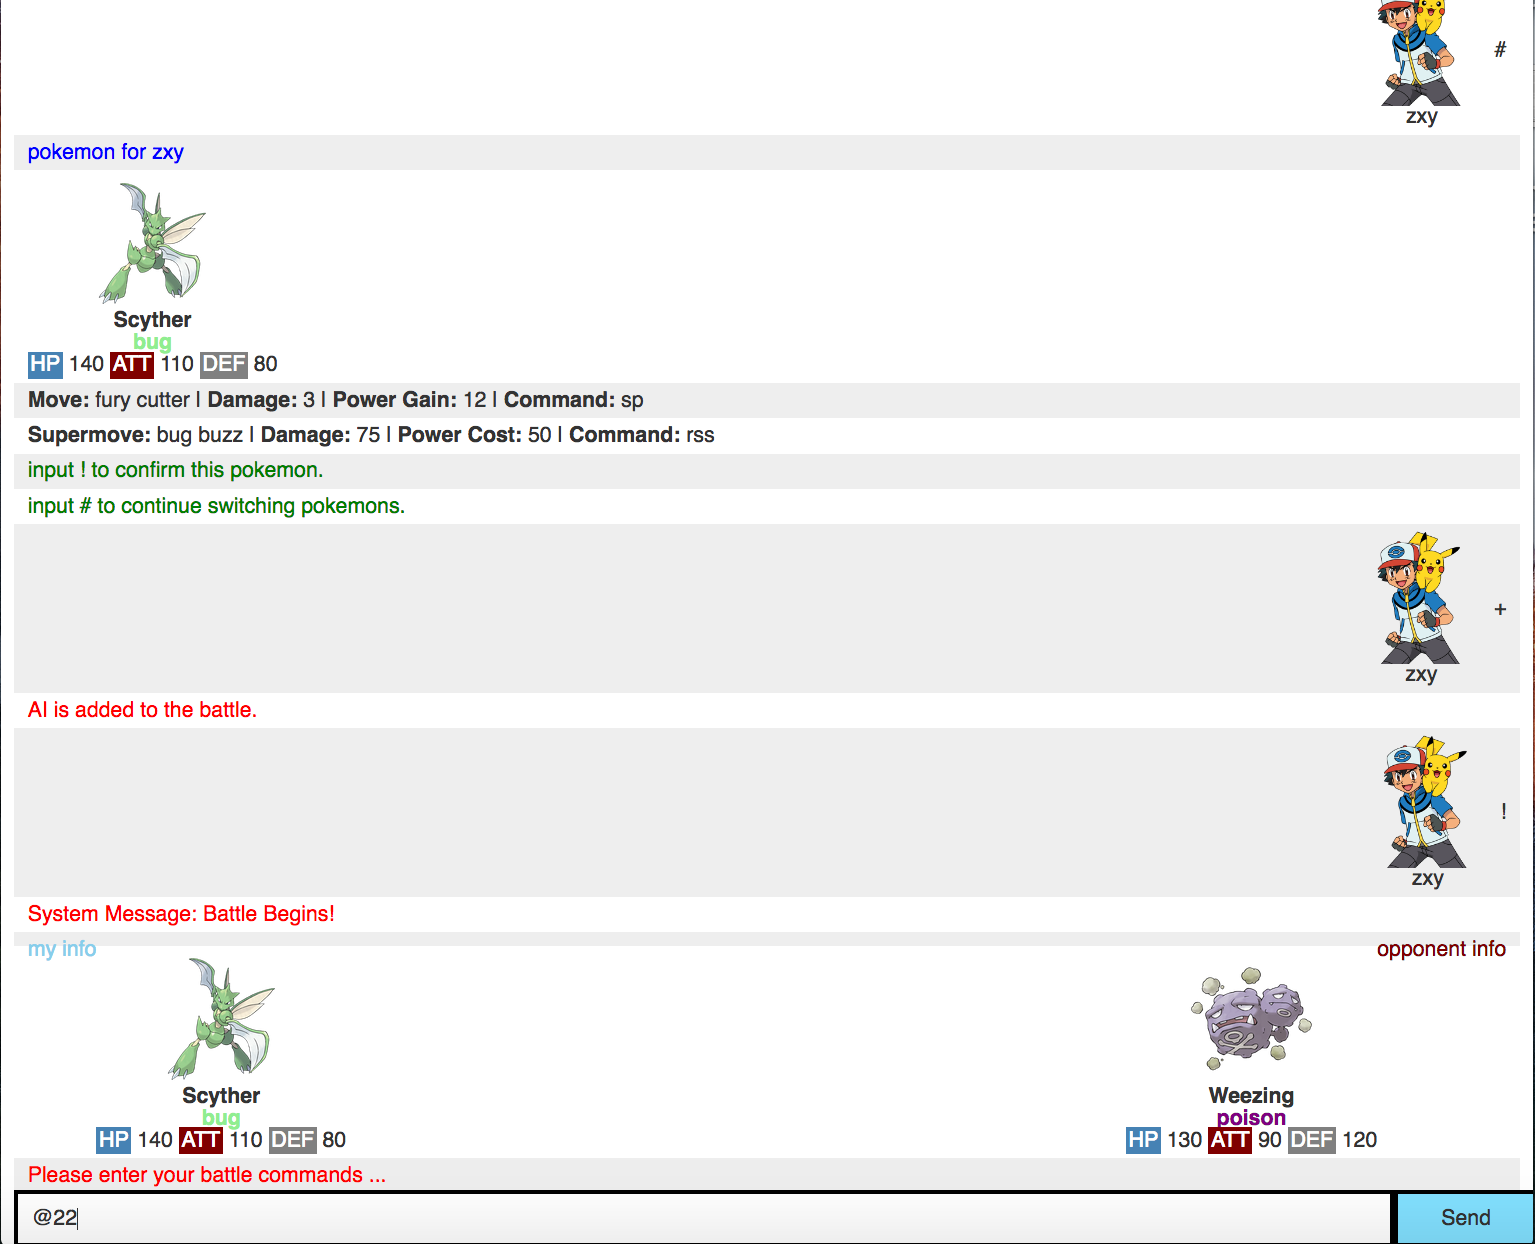 #
zxy
pokemon for zxy
Scyther
bug
HP 140 ATT 110 DEF 80
Move: fury cutter | Damage: 3 | Power Gain: 12 | Command: sp
Supermove: bug buzz | Damage: 75 | Power Cost: 50 | Command: rss
input ! to confirm this pokemon.
input # to continue switching pokemons.
+
zxy
AI is added to the battle.
!
zxy
System Message: Battle Begins!
my info
opponent info
Scyther
bug
HP 140 ATT 110 DEF 80
Weezing
poison
HP 130 ATT 90 DEF 120
Please enter your battle commands ...
@22
Send